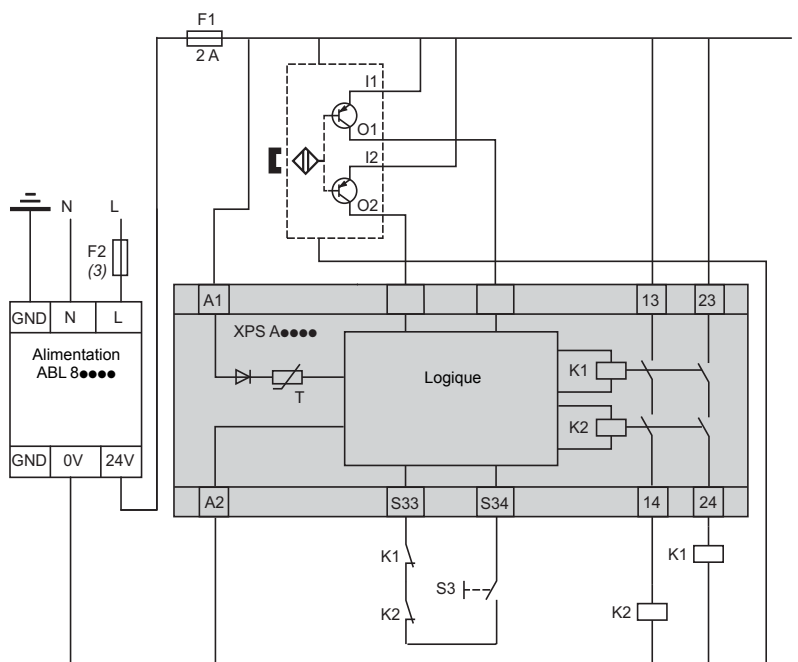 F1
2 A
I1
O1
I2
O2
N L
F2
(3)
GND N L
Alimentation
ABL 8●●●●
GND 0V 24V
A1 13 23
XPS A●●●●
T
Logique
K1
K2
A2 S33 S34 14 24
K1
K2
S3
K1
K2